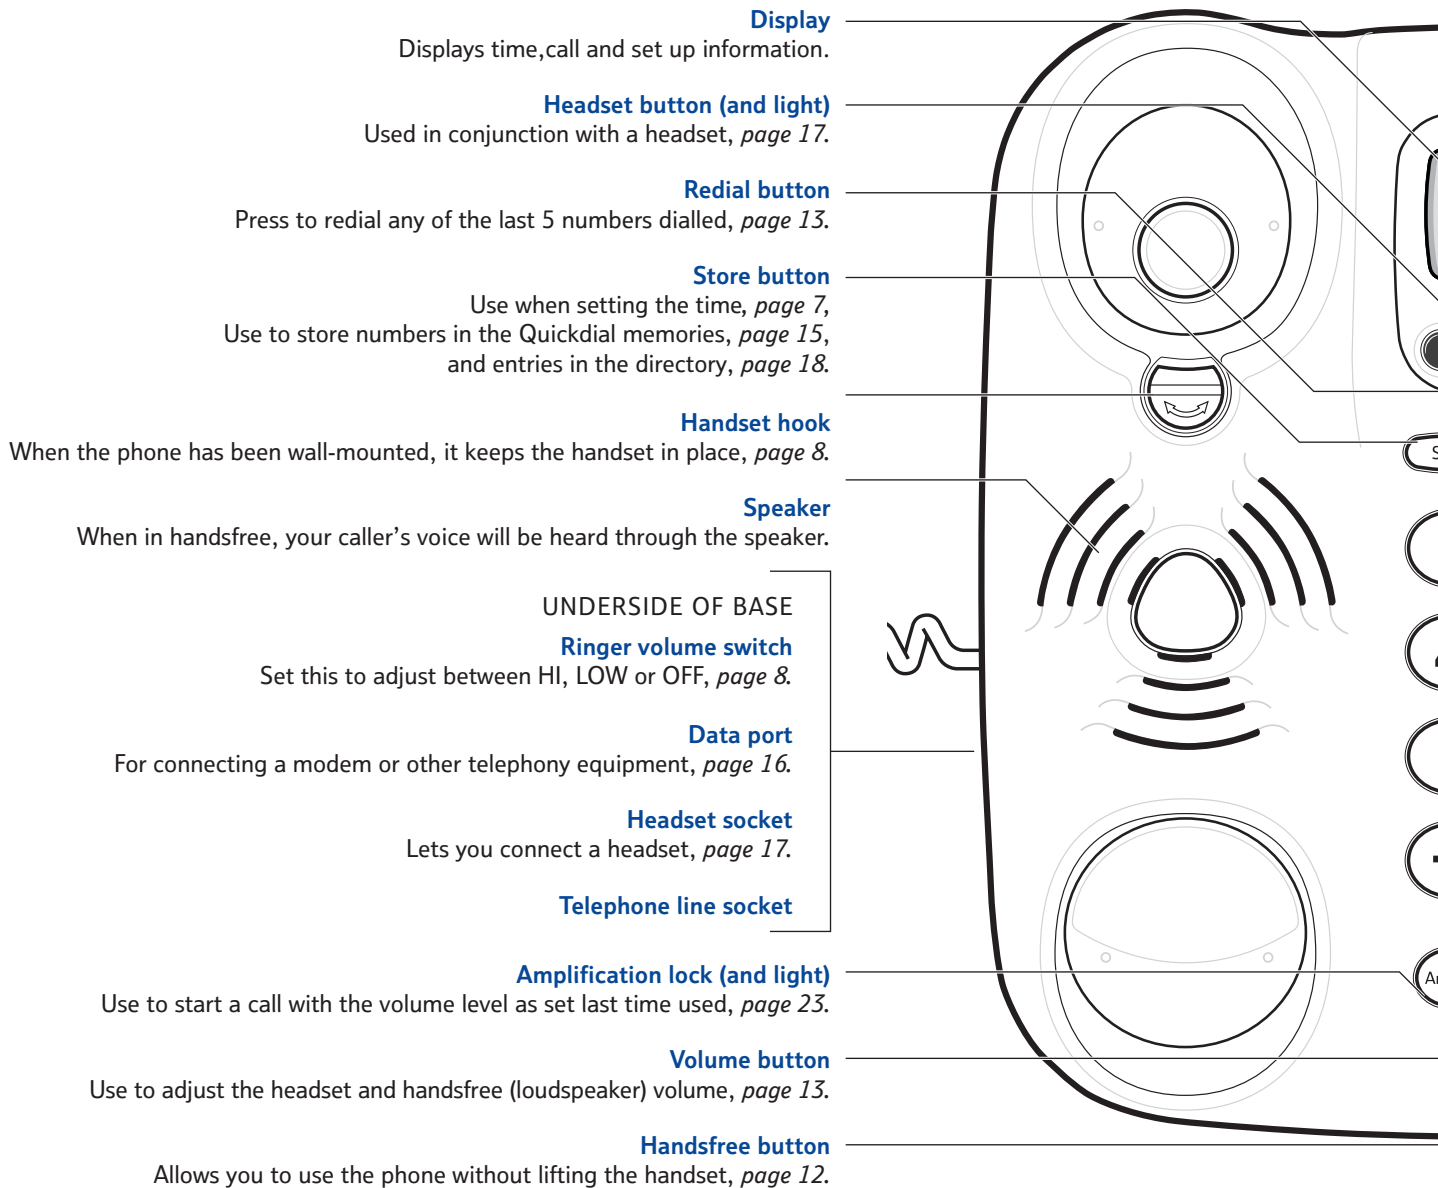 Display
Displays time,call and set up information.
Headset button (and light)
Used in conjunction with a headset, page 17.
Redial button
Press to redial any of the last 5 numbers dialled, page 13.
Store button
Use when setting the time, page 7,
Use to store numbers in the Quickdial memories, page 15,
and entries in the directory, page 18.
Handset hook
When the phone has been wall-mounted, it keeps the handset in place, page 8.
Speaker
When in handsfree, your caller's voice will be heard through the speaker.
UNDERSIDE OF BASE
Ringer volume switch
Set this to adjust between HI, LOW or OFF, page 8.
Data port
For connecting a modem or other telephony equipment, page 16.
Headset socket
Lets you connect a headset, page 17.
Telephone line socket
Amplification lock (and light)
Use to start a call with the volume level as set last time used, page 23.
Volume button
Use to adjust the headset and handsfree (loudspeaker) volume, page 13.
Handsfree button
Allows you to use the phone without lifting the handset, page 12.